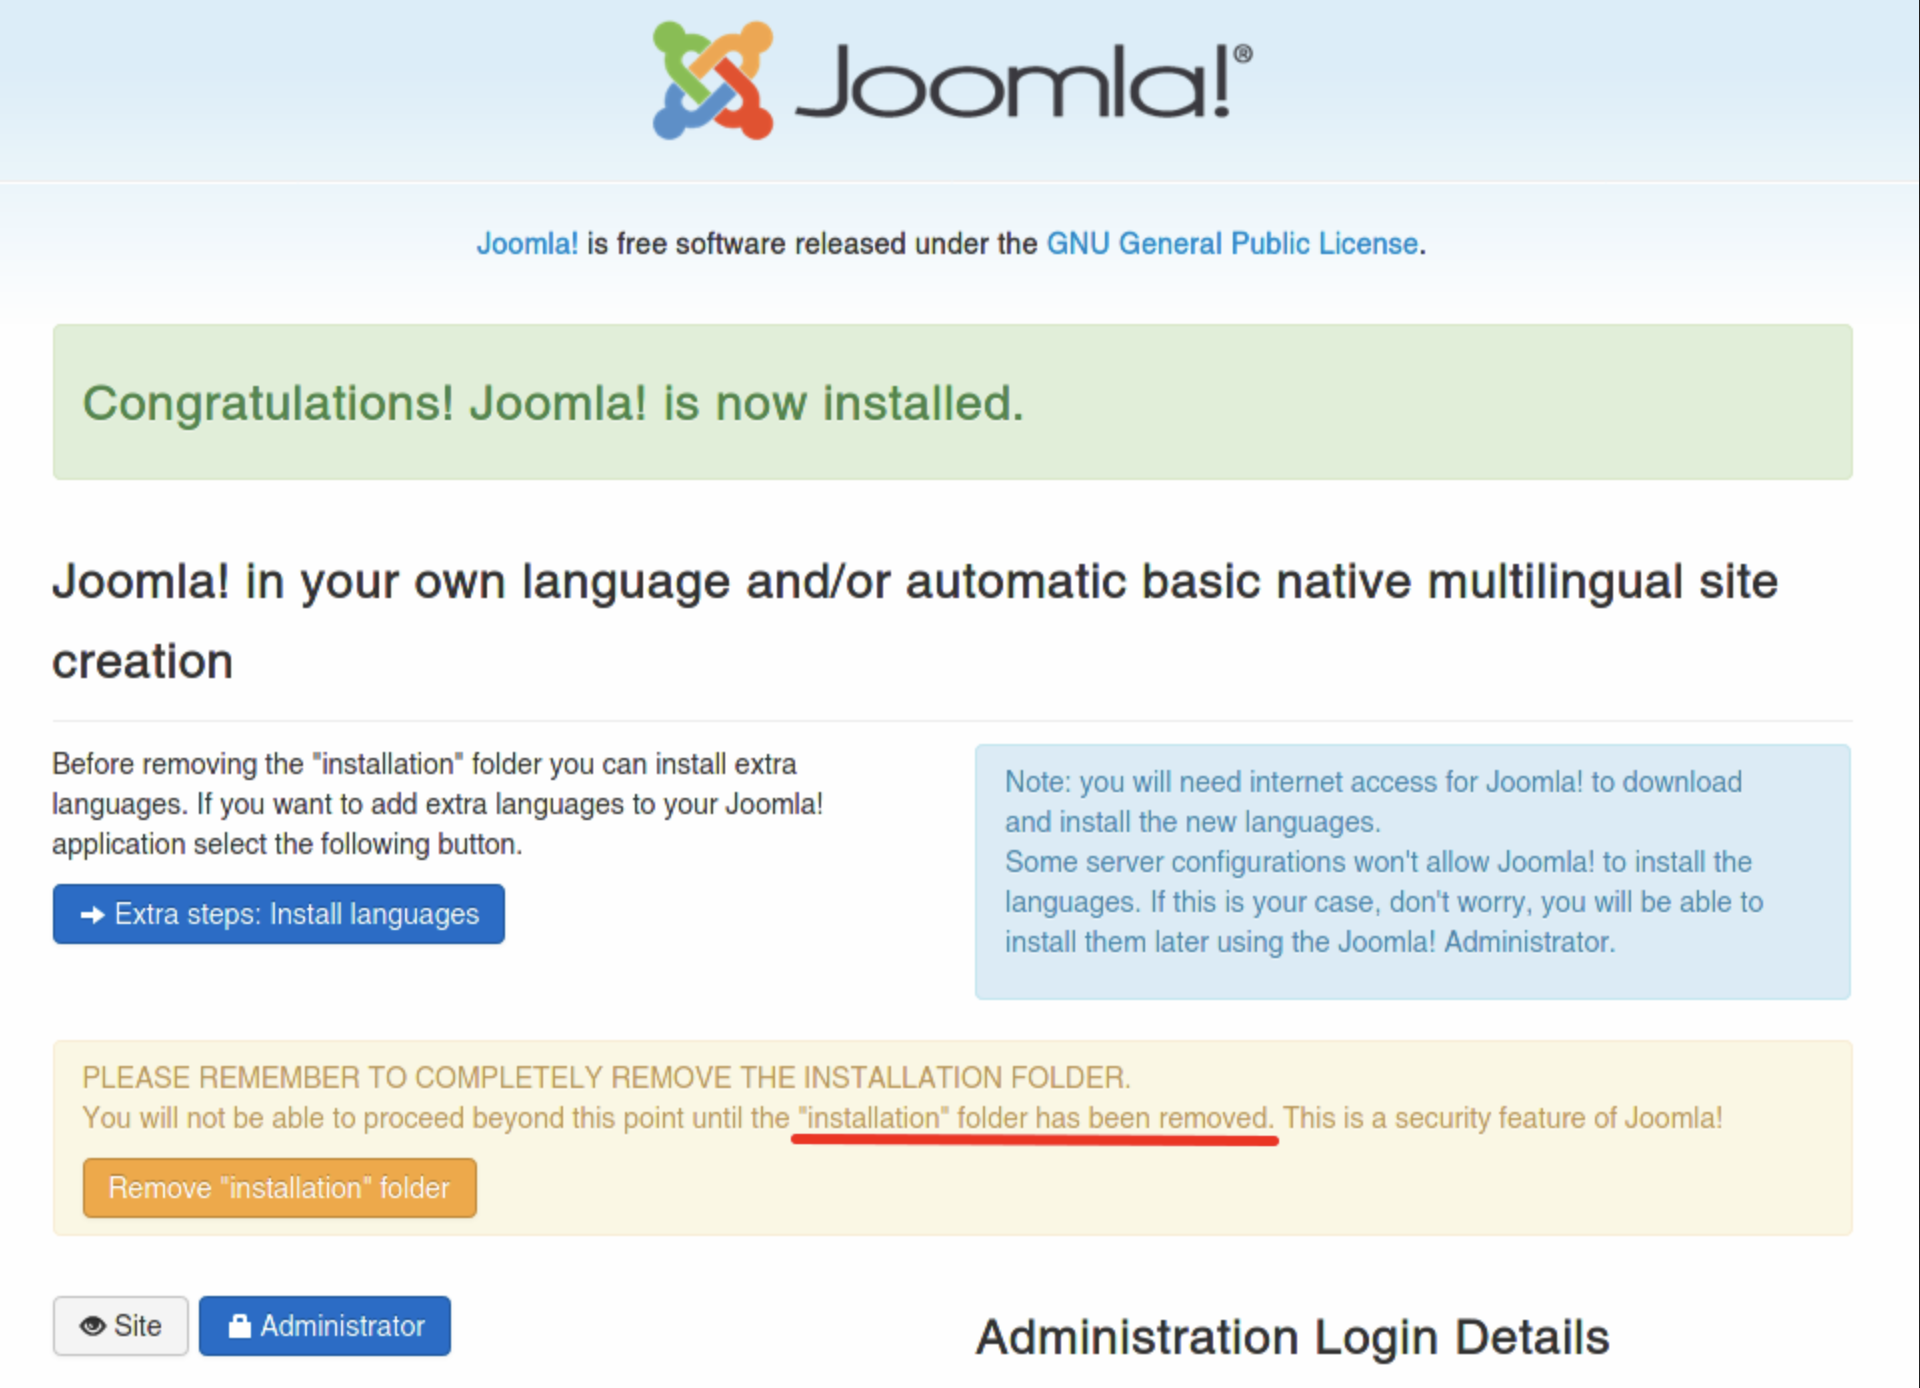 Joomla!®
Joomla! is free software released under the GNU General Public License.
Congratulations! Joomla! is now installed.
Joomla! in your own language and/or automatic basic native multilingual site
creation
Before removing the "installation" folder you can install extra
languages. If you want to add extra languages to your Joomla!
application select the following button.
Extra steps: Install languages
Note: you will need internet access for Joomla! to download
and install the new languages.
Some server configurations won't allow Joomla! to install the
languages. If this is your case, don't worry, you will be able to
install them later using the Joomla! Administrator.
PLEASE REMEMBER TO COMPLETELY REMOVE THE INSTALLATION FOLDER.
You will not be able to proceed beyond this point until the "installation" folder has been removed. This is a security feature of Joomla!
Remove "installation" folder
Site
Administrator
Administration Login Details